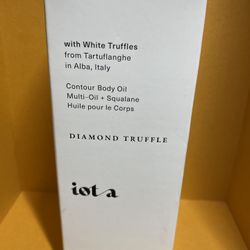 with White Truffles
from Tartuflanghe
in Alba, Italy
Contour Body Oil
Multi-Oil + Squalane
Huile pour le Corps
DIAMOND TRUFFLE
iota